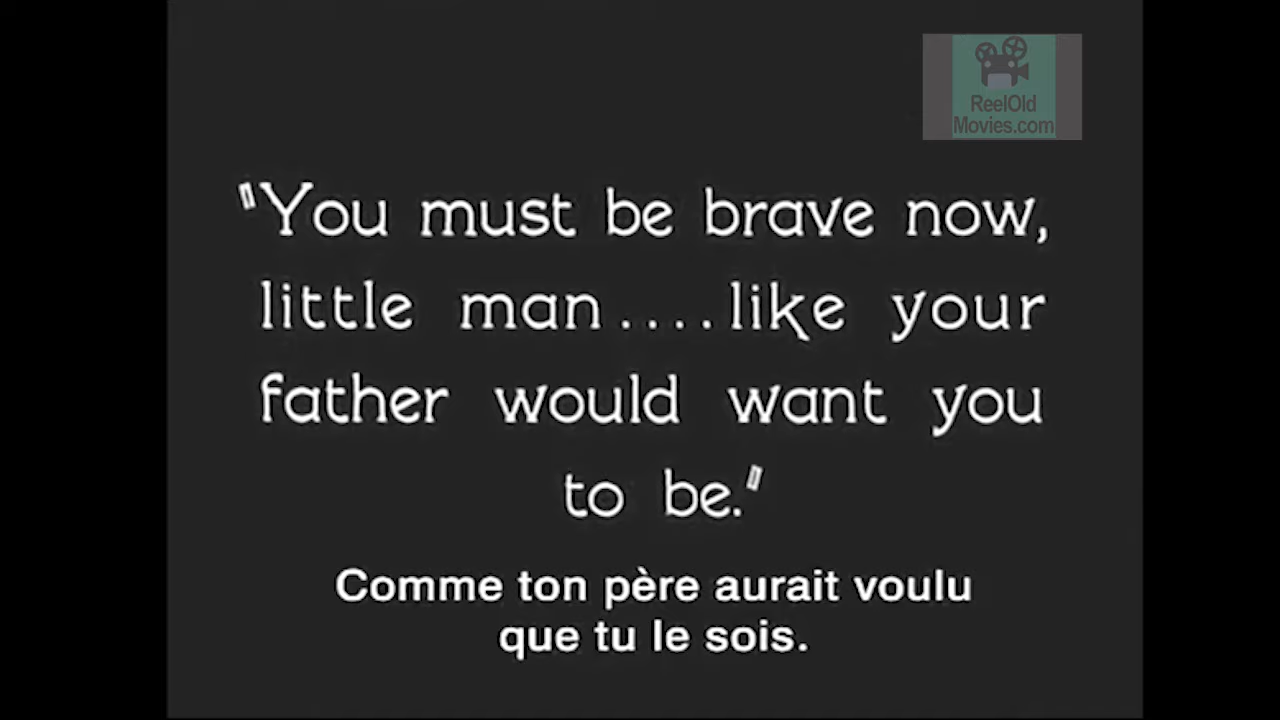 ReelOld
Movies.com
"You must be brave now,
little man....like your
father would want you
to be."
Comme ton père aurait voulu
que tu le sois.